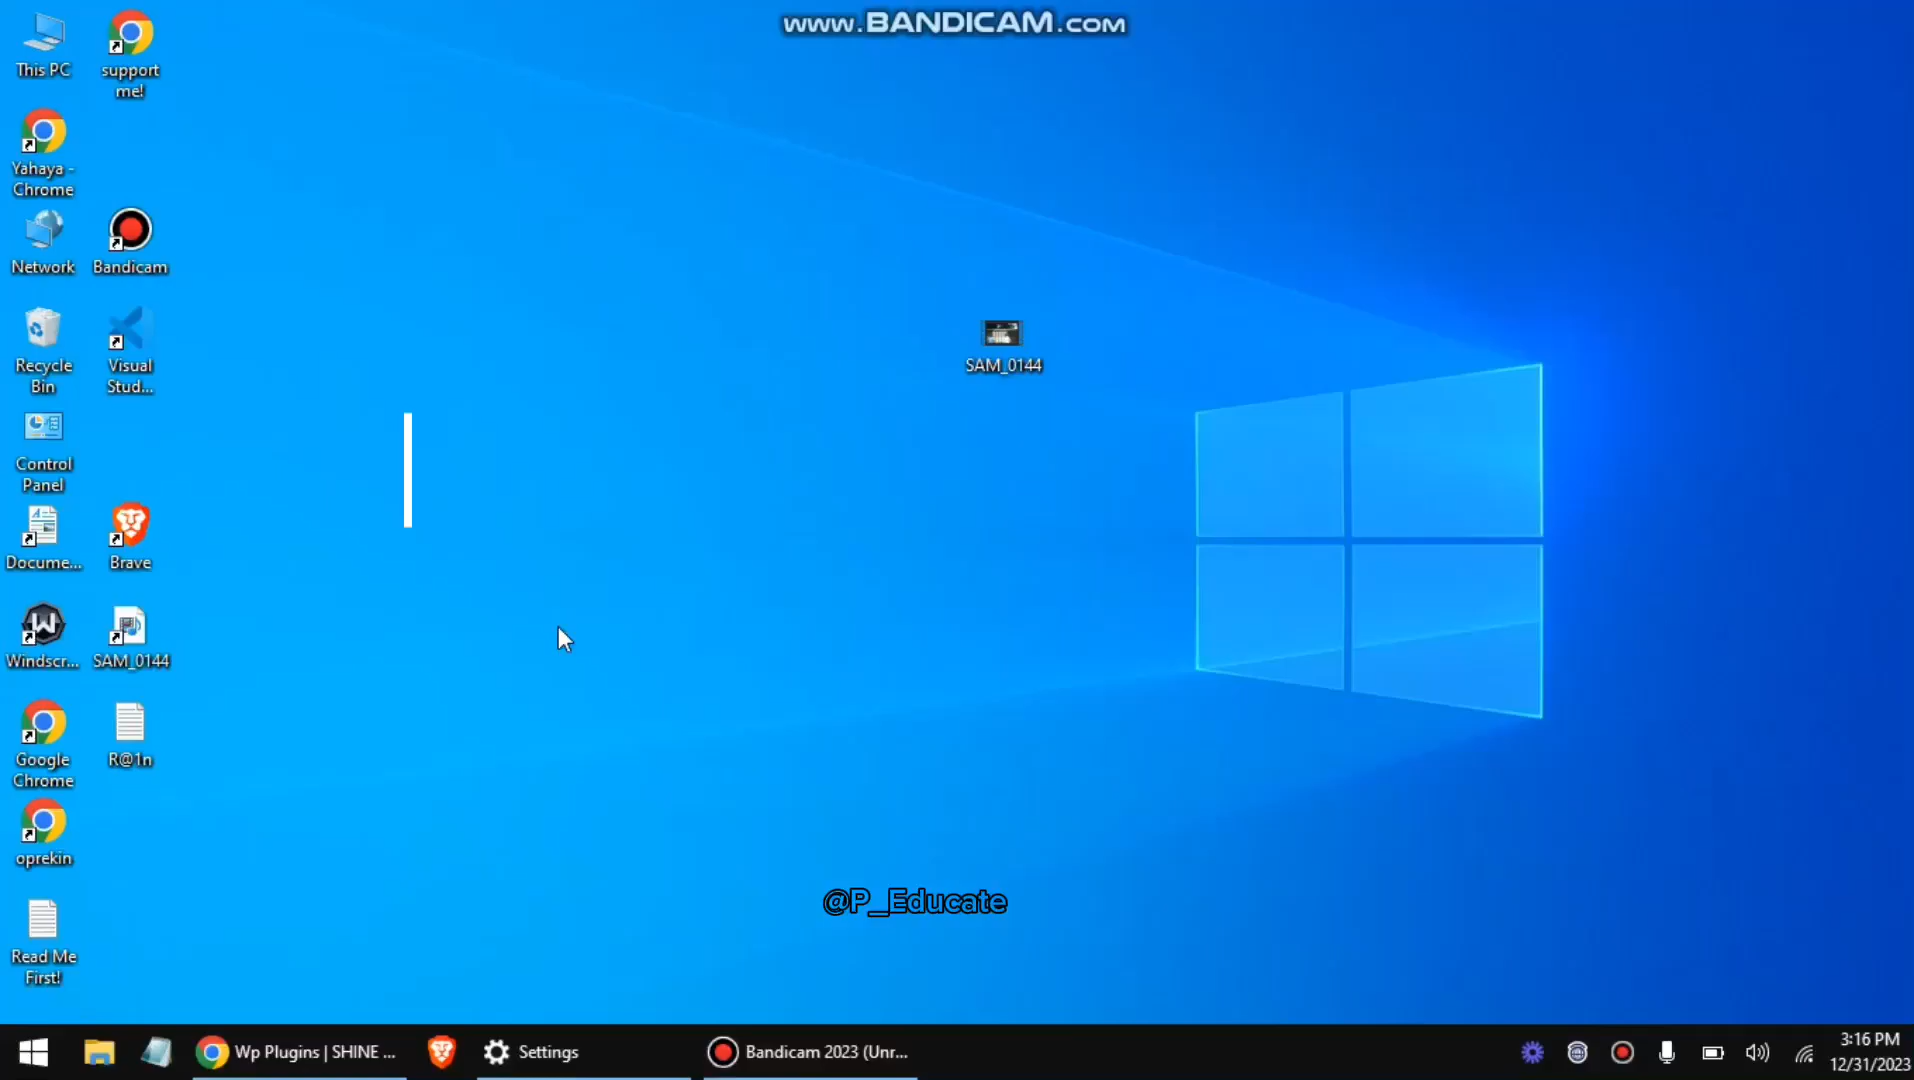 www.BANDICAM.com
This PC
support
me!
Yahaya -
Chrome
Network
Bandicam
Recycle
Bin
Visual
Stud...
SAM_0144
Control
Panel
Docume...
Brave
Windscr...
SAM_0144
Google
Chrome
R@1n
oprekin
Read Me
First!
@P_Educate
Wp Plugins | SHINE ...
Settings
Bandicam 2023 (Unr...
3:16 PM
12/31/2023